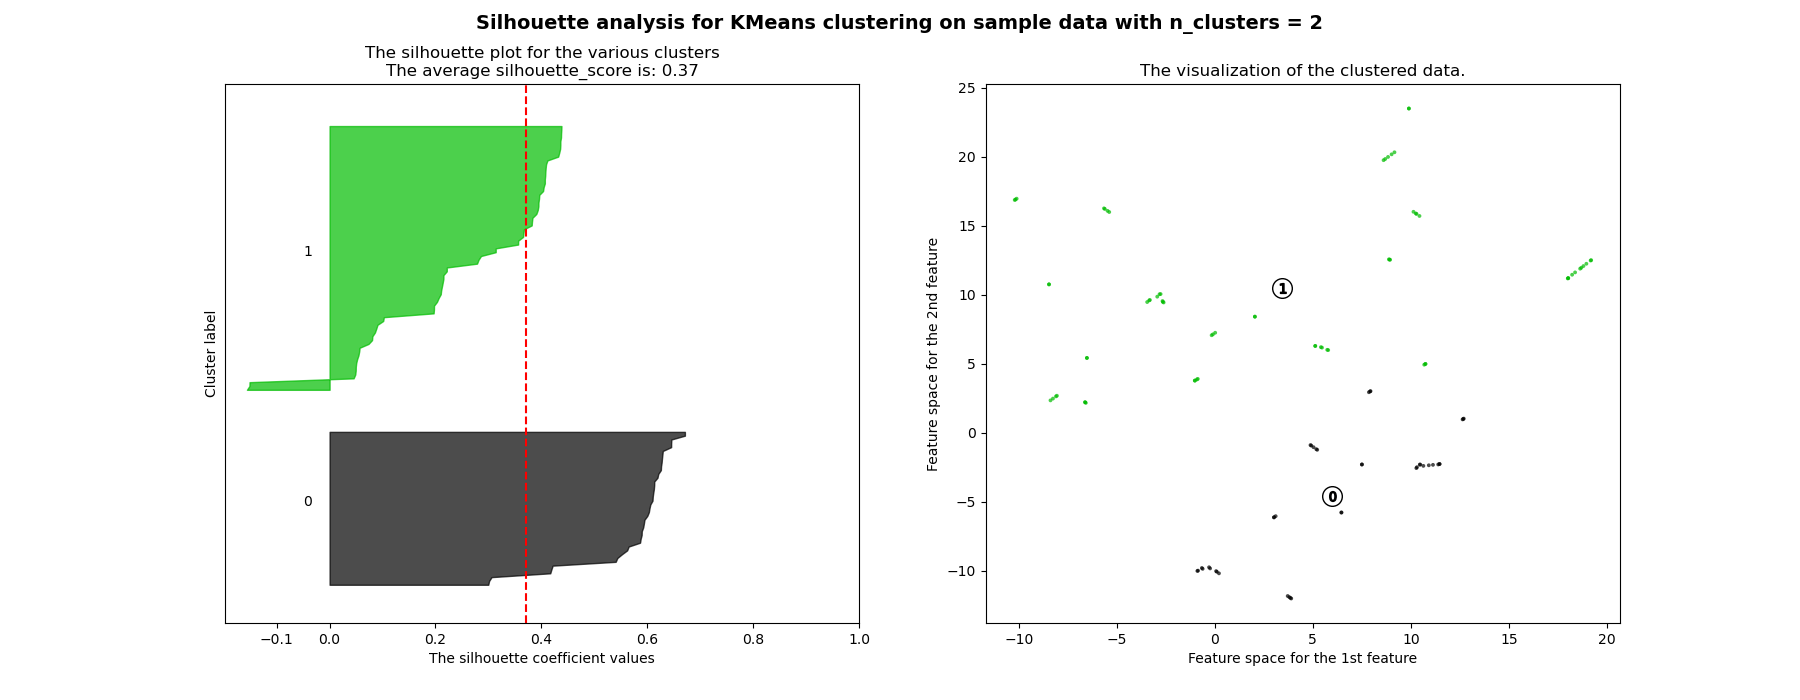 Silhouette analysis for KMeans clustering on sample data with n_clusters = 2
The silhouette plot for the various clusters
The average silhouette_score is: 0.37
Cluster label
1
0
−0.1 0.0 0.2 0.4 0.6 0.8 1.0
The silhouette coefficient values
The visualization of the clustered data.
Feature space for the 2nd feature
25
20
15
10
5
0
−5
−10
1
0
−10 −5 0 5 10 15 20
Feature space for the 1st feature